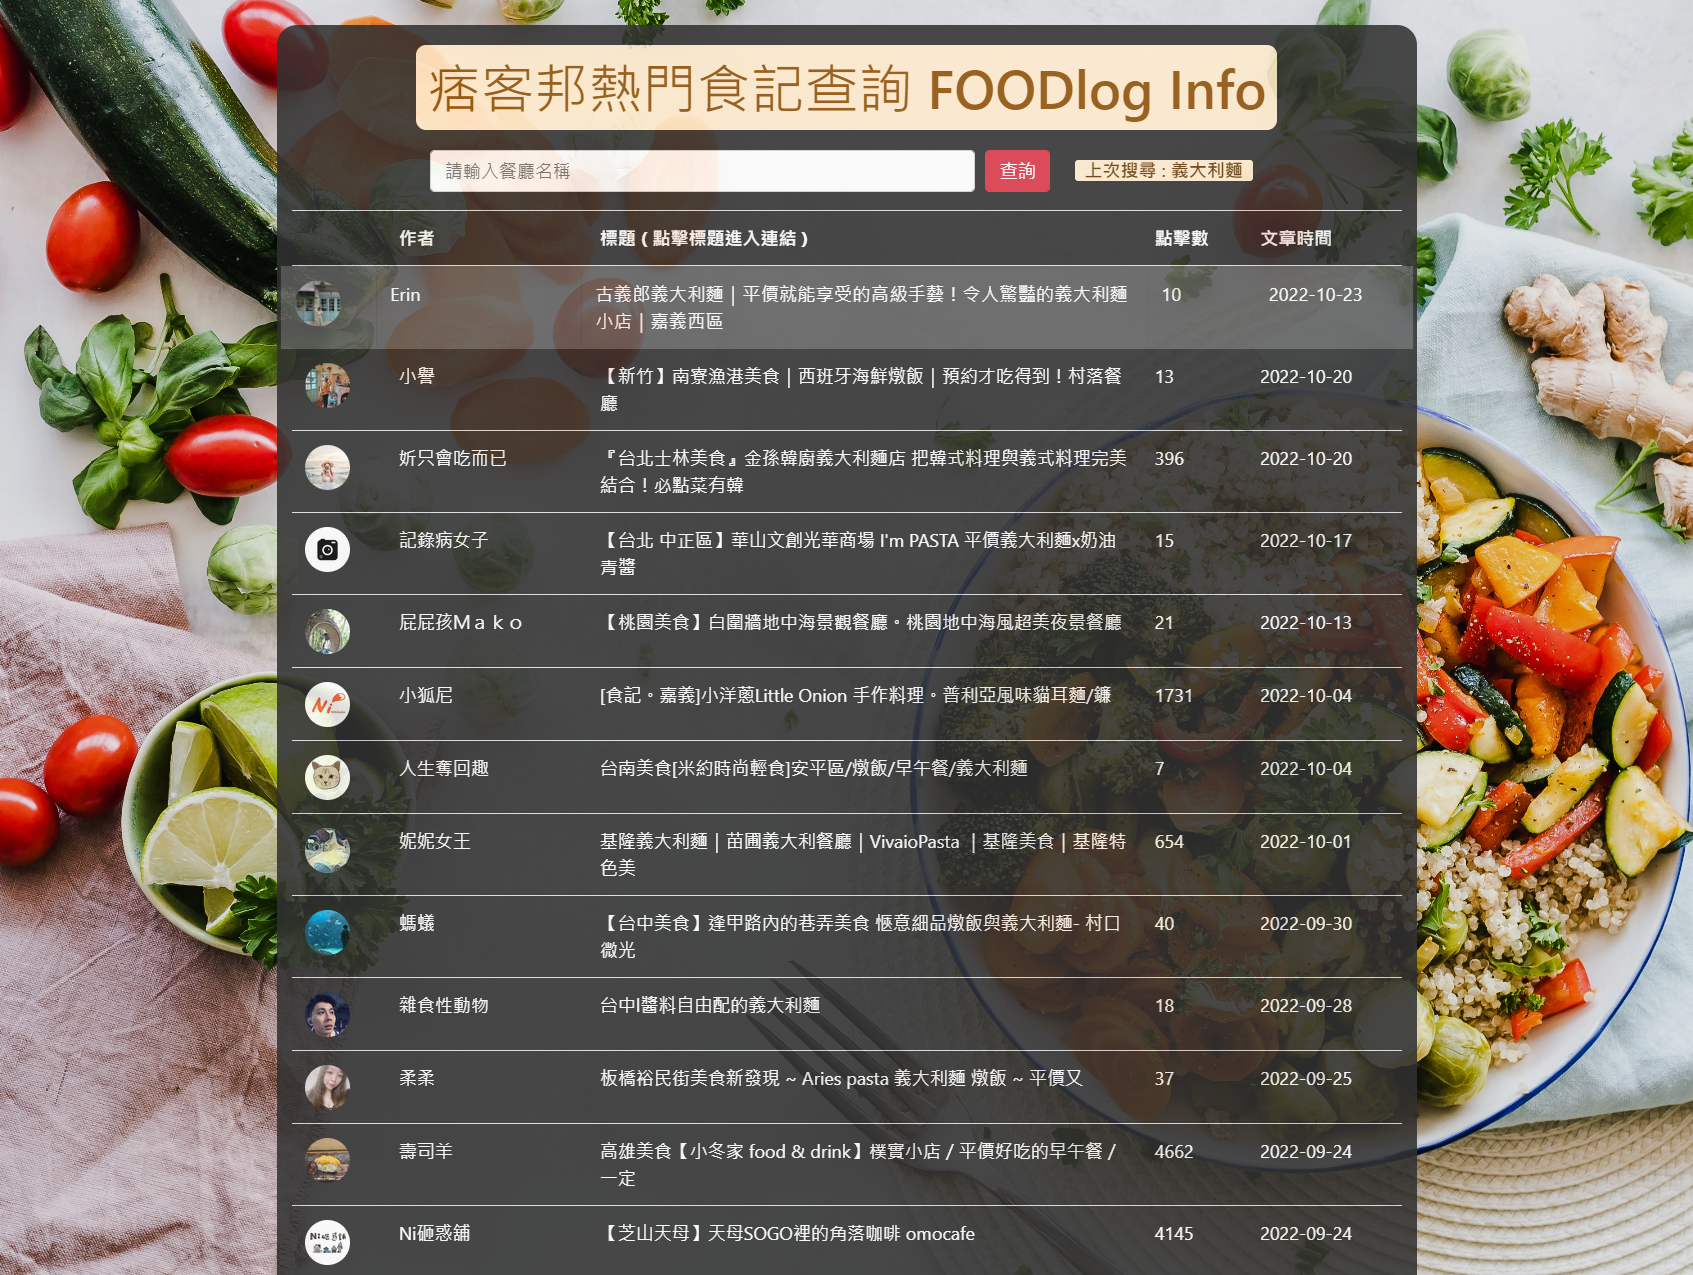 痞客邦熱門食記查詢 FOODlog Info
請輸入餐廳名稱 查詢 上次搜尋 : 義大利麵
作者 標題 ( 點擊標題進入連結 ) 點擊數 文章時間
Erin 古義郎義大利麵｜平價就能享受的高級手藝！令人驚豔的義大利麵 10 2022-10-23
小店｜嘉義西區
小譽 【新竹】南寮漁港美食｜西班牙海鮮燉飯｜預約才吃得到！村落餐 13 2022-10-20
廳
妡只會吃而已 『台北士林美食』金孫韓廚義大利麵店 把韓式料理與義式料理完美 396 2022-10-20
結合！必點菜有韓
記錄病女子 【台北 中正區】華山文創光華商場 I'm PASTA 平價義大利麵x奶油 15 2022-10-17
青醬
屁屁孩Ｍａｋｏ 【桃園美食】白圍牆地中海景觀餐廳。桃園地中海風超美夜景餐廳 21 2022-10-13
Ni 小狐尼 [食記。嘉義]小洋蔥Little Onion 手作料理。普利亞風味貓耳麵/鐮 1731 2022-10-04
人生奪回趣 台南美食[米約時尚輕食]安平區/燉飯/早午餐/義大利麵 7 2022-10-04
妮妮女王 基隆義大利麵｜苗圃義大利餐廳｜VivaioPasta ｜基隆美食｜基隆特 654 2022-10-01
色美
螞蟻 【台中美食】逢甲路內的巷弄美食 愜意細品燉飯與義大利麵- 村口 40 2022-09-30
微光
雜食性動物 台中l醬料自由配的義大利麵 18 2022-09-28
柔柔 板橋裕民街美食新發現 ~ Aries pasta 義大利麵 燉飯 ~ 平價又 37 2022-09-25
壽司羊 高雄美食【小冬家 food & drink】樸實小店 / 平價好吃的早午餐 / 4662 2022-09-24
一定
Ni砸惑舖 Ni砸惑舖 【芝山天母】天母SOGO裡的角落咖啡 omocafe 4145 2022-09-24